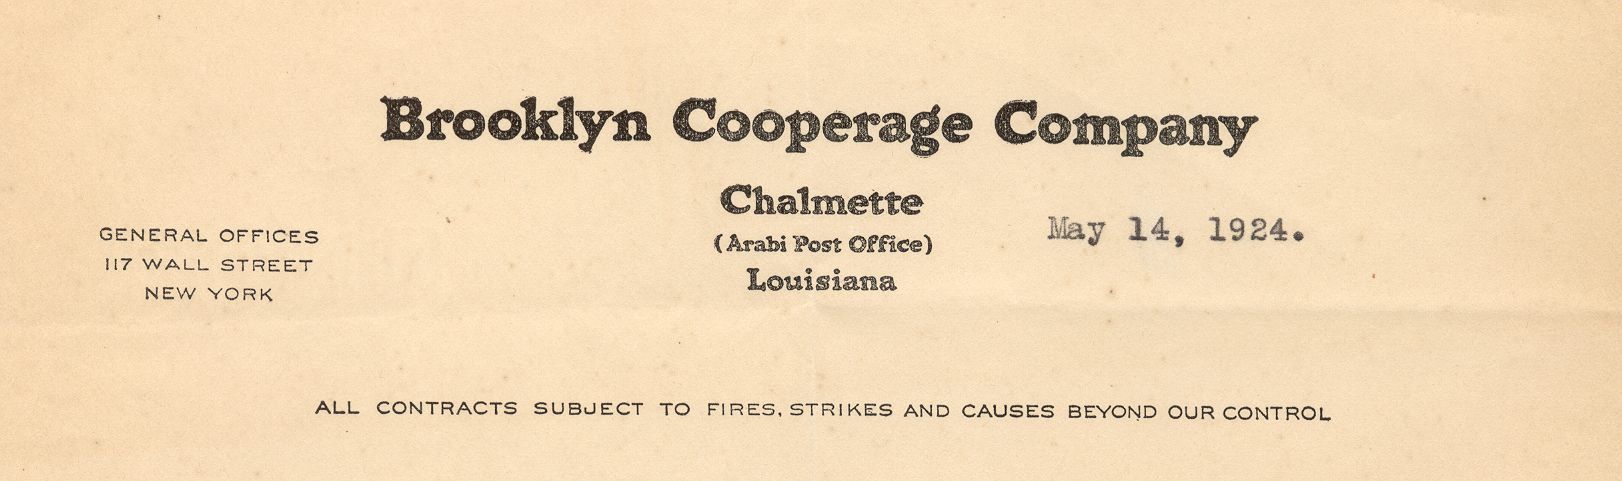 Brooklyn Cooperage Company
Chalmette
(Arabi Post Office)
Louisiana
May 14, 1924.
GENERAL OFFICES
117 WALL STREET
NEW YORK
ALL CONTRACTS SUBJECT TO FIRES, STRIKES AND CAUSES BEYOND OUR CONTROL